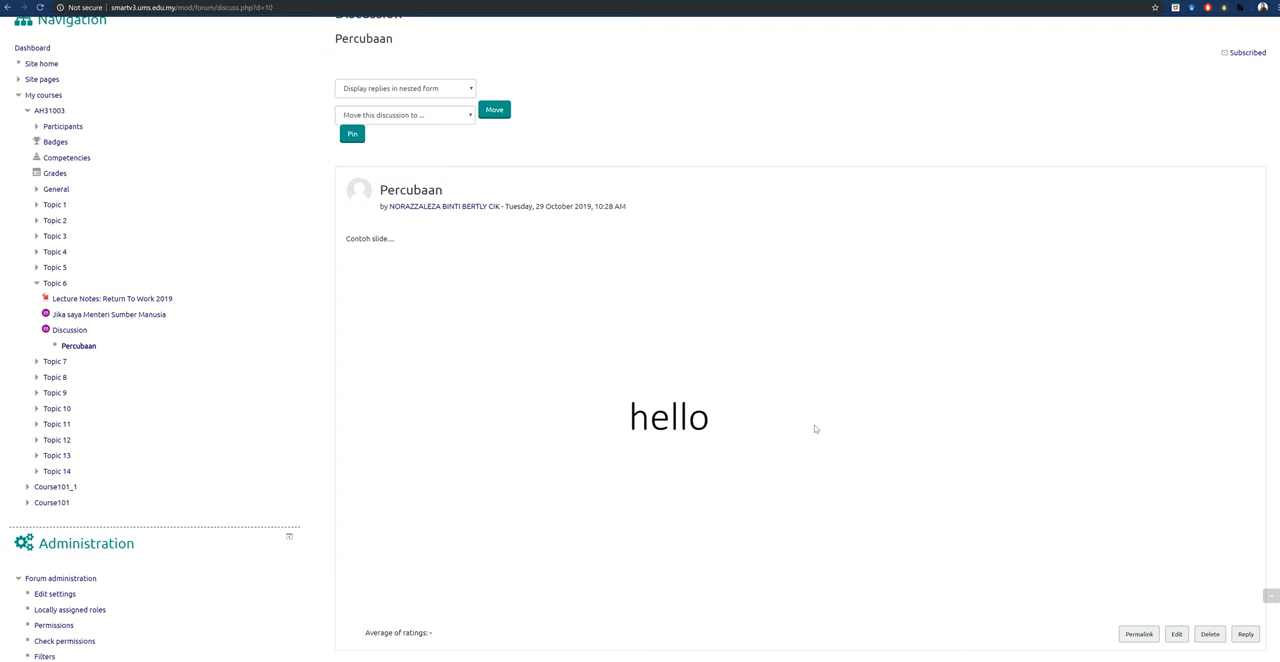 Not secure | smartv3.ums.edu.my/mod/forum/discuss.php?d=10
Navigation
Dashboard
Site home
Site pages
My courses
AH31003
Participants
Badges
Competencies
Grades
General
Topic 1
Topic 2
Topic 3
Topic 4
Topic 5
Topic 6
Lecture Notes: Return To Work 2019
Jika saya Menteri Sumber Manusia
Discussion
Percubaan
Topic 7
Topic 8
Topic 9
Topic 10
Topic 11
Topic 12
Topic 13
Topic 14
Course101_1
Course101
Administration
Forum administration
Edit settings
Locally assigned roles
Permissions
Check permissions
Filters
Discussion
Percubaan
Subscribed
Display replies in nested form
Move this discussion to ...
Move
Pin
Percubaan
by NORAZZALEZA BINTI BERTLY CIK - Tuesday, 29 October 2019, 10:28 AM
Contoh slide....
hello
Average of ratings: -
Permalink
Edit
Delete
Reply